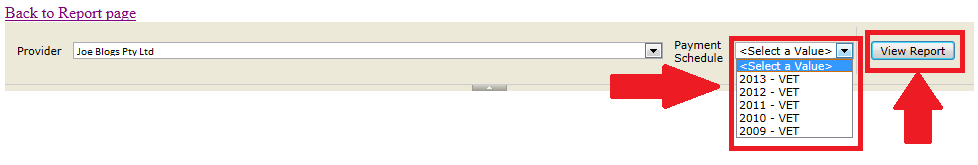 Back to Report page
Provider Joe Blogs Pty Ltd Payment Schedule <Select a Value> View Report
<Select a Value>
2013 - VET
2012 - VET
2011 - VET
2010 - VET
2009 - VET